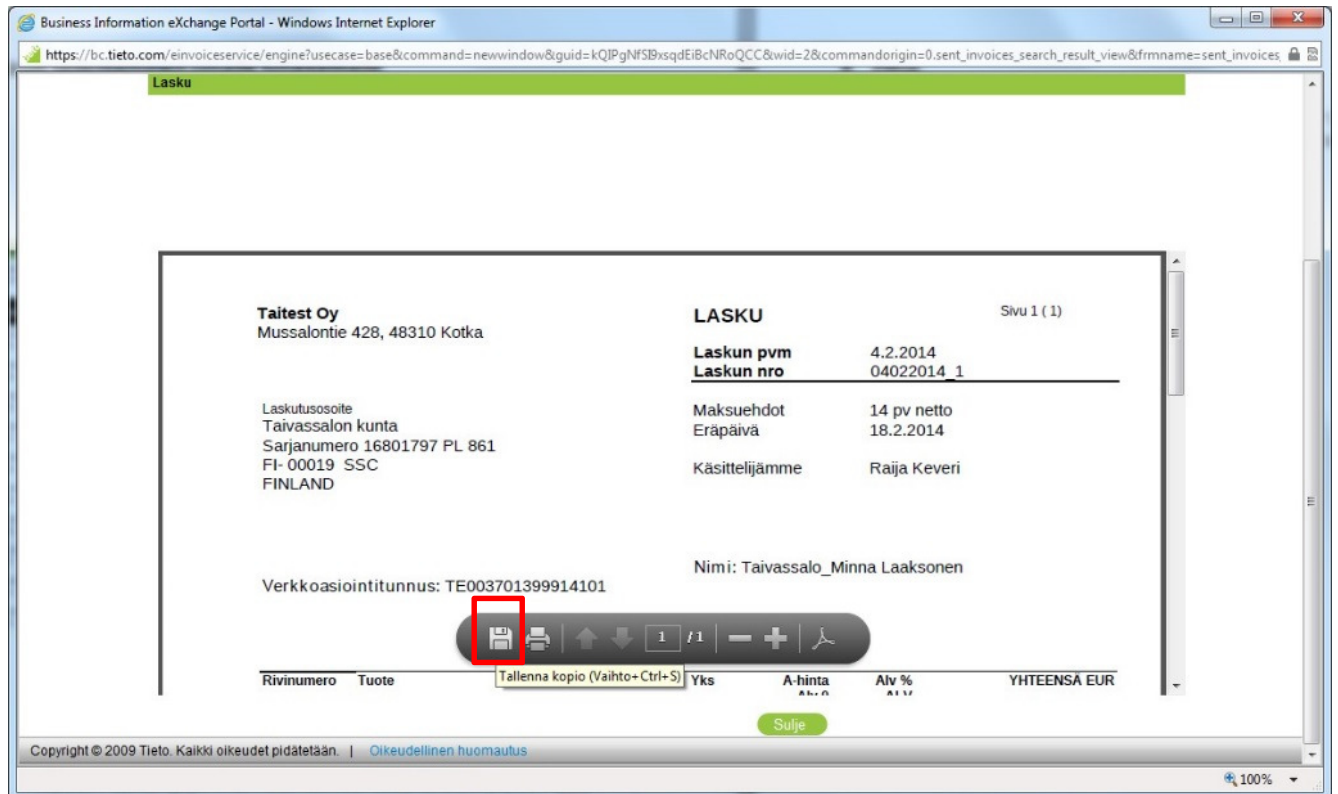 Business Information eXchange Portal - Windows Internet Explorer
https://bc.tieto.com/einvoiceservice/engine?usecase=base&command=newwindow&guid=kQIPgNfSI9xsqdEiBcNRoQCC&wid=2&commandorigin=0.sent_invoices_search_result_view&frmname=sent_invoices_
Lasku
Taitest Oy
Mussalontie 428, 48310 Kotka
LASKU
Sivu 1 ( 1)
Laskun pvm 4.2.2014
Laskun nro 04022014_1
Laskutusosoite
Taivassalon kunta
Sarjanumero 16801797 PL 861
FI- 00019 SSC
FINLAND
Maksuehdot 14 pv netto
Eräpäivä 18.2.2014
Käsittelijämme Raija Keveri
Nimi: Taivassalo_Minna Laaksonen
Verkkoasiointitunnus: TE003701399914101
1 /1
Tallenna kopio (Vaihto+Ctrl+S)
Rivinumero Tuote Yks A-hinta Alv % YHTEENSÄ EUR
Sulje
Copyright © 2009 Tieto. Kaikki oikeudet pidätetään. | Oikeudellinen huomautus
100%